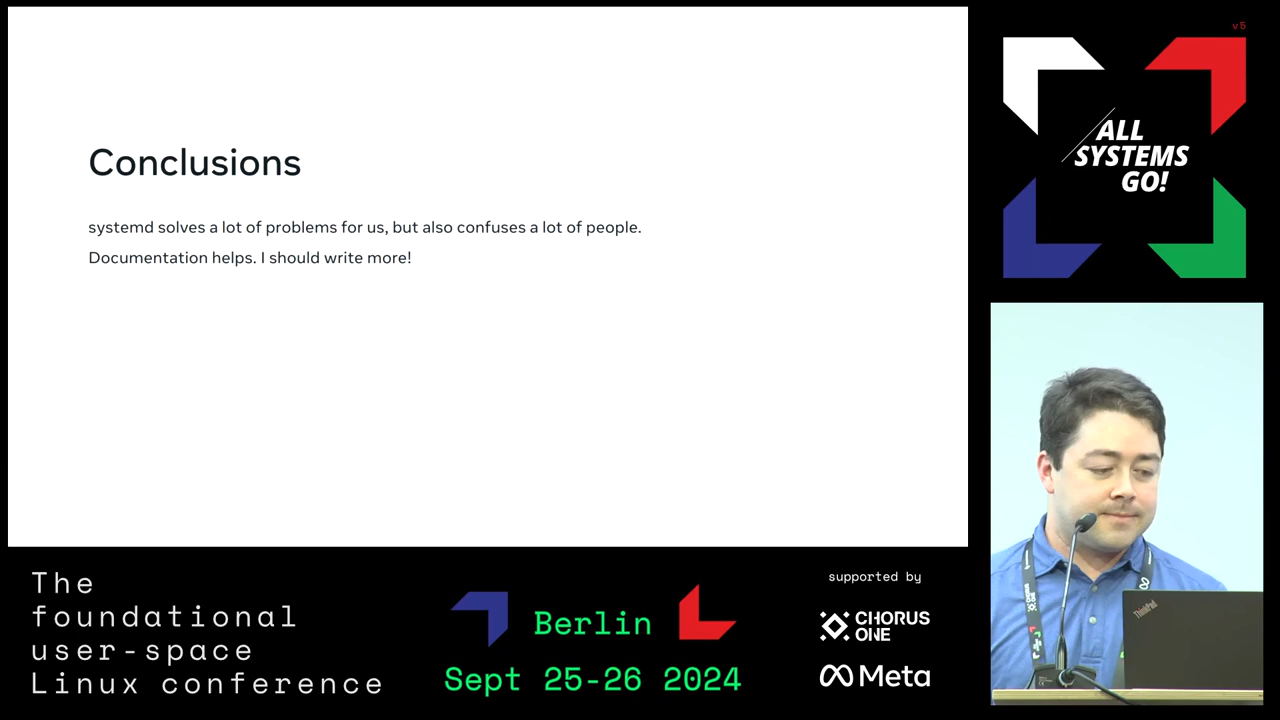 Conclusions
systemd solves a lot of problems for us, but also confuses a lot of people.
Documentation helps. I should write more!
v5
ALL
SYSTEMS
GO!
ThinkPad
The
foundational
user-space
Linux conference
Berlin
Sept 25-26 2024
supported by
CHORUS
ONE
Meta